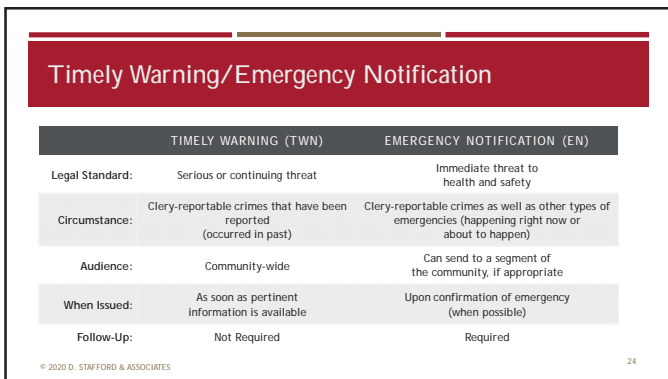 Timely Warning/Emergency Notification
TIMELY WARNING (TWN) EMERGENCY NOTIFICATION (EN)
Legal Standard: Serious or continuing threat Immediate threat to
health and safety
Circumstance: Clery-reportable crimes that have been
reported
(occurred in past) Clery-reportable crimes as well as other types of
emergencies (happening right now or
about to happen)
Audience: Community-wide Can send to a segment of
the community, if appropriate
When Issued: As soon as pertinent
information is available Upon confirmation of emergency
(when possible)
Follow-Up: Not Required Required
© 2020 D. STAFFORD & ASSOCIATES
24